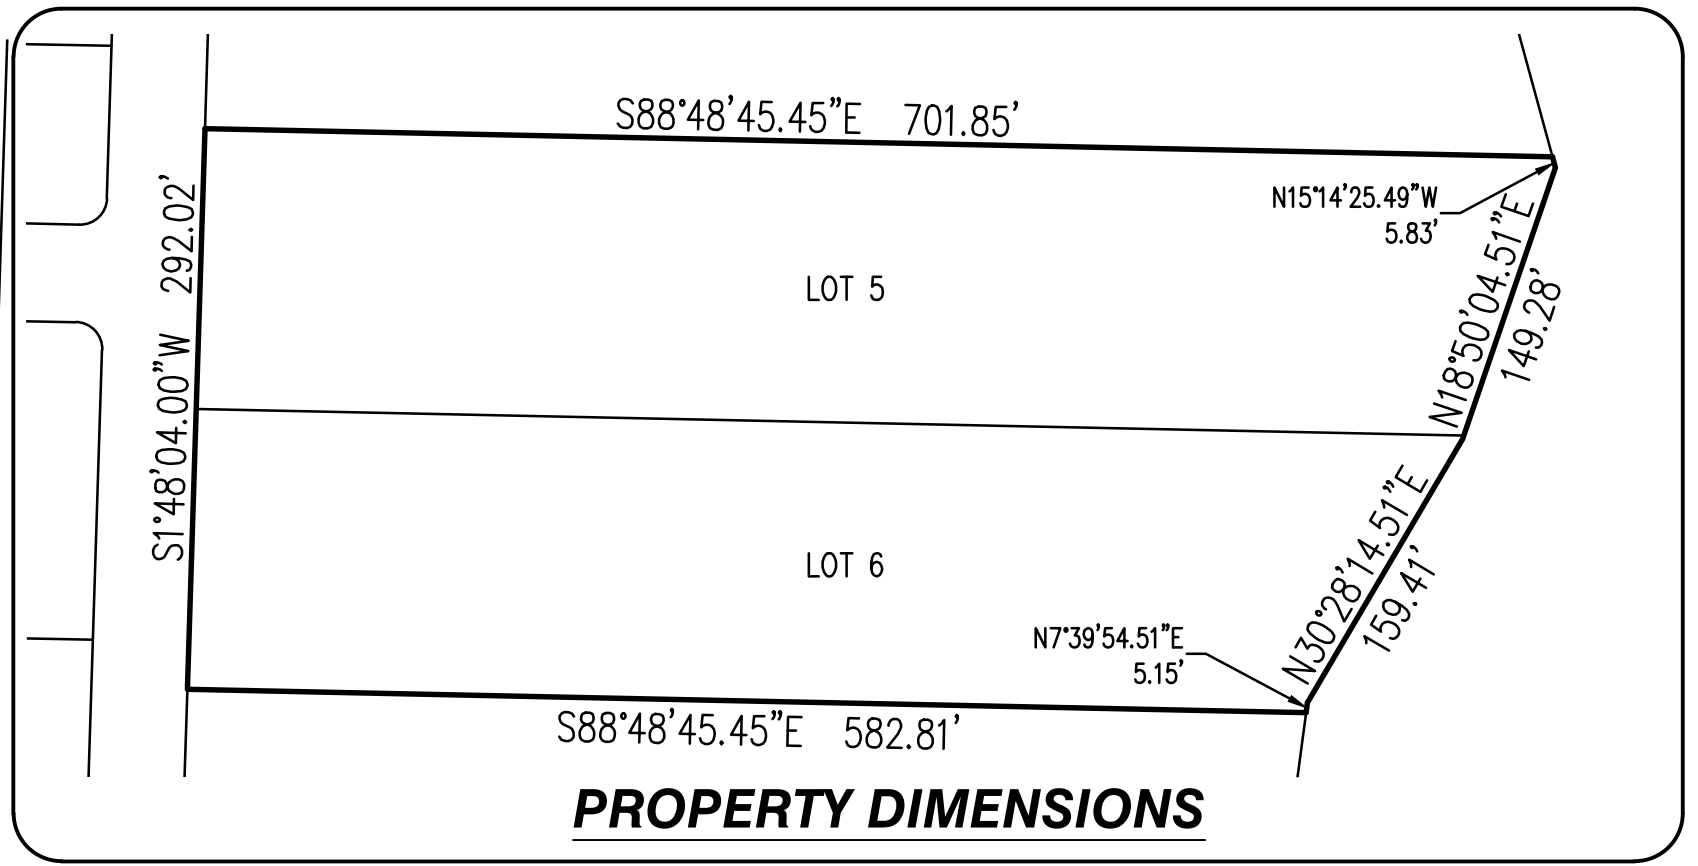 S88°48'45.45"E 701.85'
N15°14'25.49"W
5.83'
S1°48'04.00"W 292.02'
N18°50'04.51"E
149.28'
LOT 5
N30°28'14.51"E
159.41'
LOT 6
N7°39'54.51"E
5.15'
S88°48'45.45"E 582.81'
PROPERTY DIMENSIONS